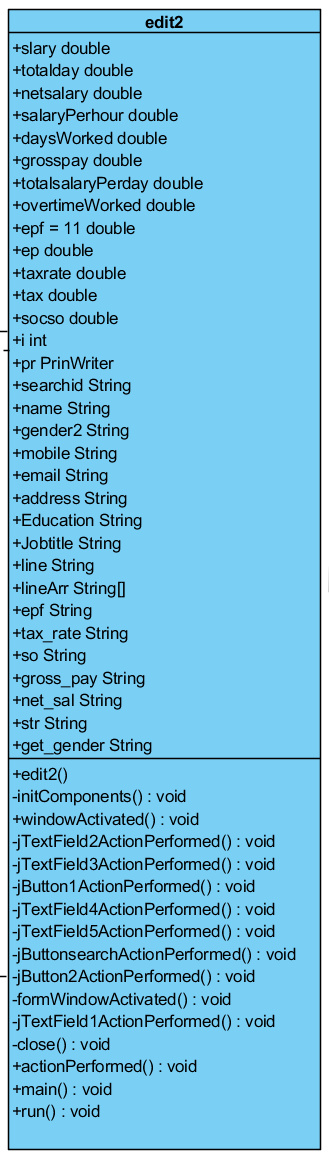 edit2
+slary double
+totalday double
+netsalary double
+salaryPerhour double
+daysWorked double
+grosspay double
+totalsalaryPerday double
+overtimeWorked double
+epf = 11 double
+ep double
+taxrate double
+tax double
+socso double
+i int
+pr PrinWriter
+searchid String
+name String
+gender2 String
+mobile String
+email String
+address String
+Education String
+Jobtitle String
+line String
+lineArr String[]
+epf String
+tax_rate String
+so String
+gross_pay String
+net_sal String
+str String
+get_gender String
+edit2()
-initComponents() : void
+windowActivated() : void
-jTextField2ActionPerformed() : void
-jTextField3ActionPerformed() : void
-jButton1ActionPerformed() : void
-jTextField4ActionPerformed() : void
-jTextField5ActionPerformed() : void
-jButtonsearchActionPerformed() : void
-jButton2ActionPerformed() : void
-formWindowActivated() : void
-jTextField1ActionPerformed() : void
-close() : void
+actionPerformed() : void
+main() : void
+run() : void